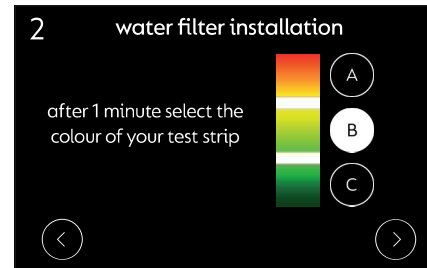 2
water filter installation
after 1 minute select the
colour of your test strip
A
B
C